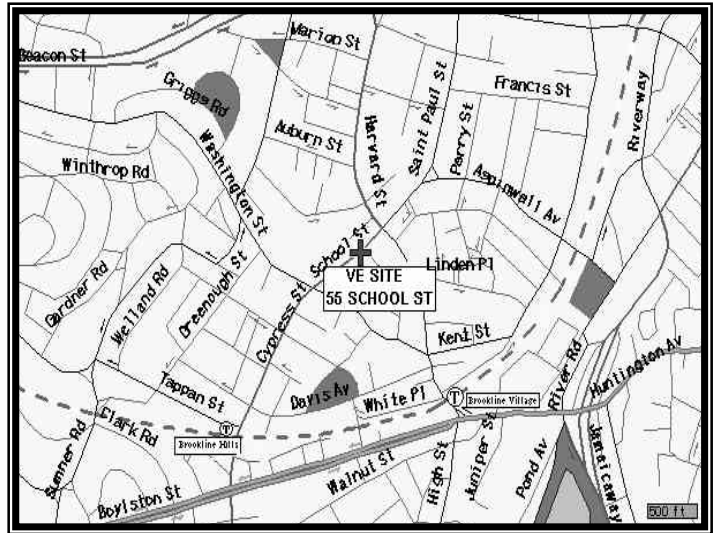 Beacon St
Marion St
Griggs Rd
Francis St
Riverway
Harvard St
Saint Paul St
Perry St
Auburn St
Washington St
Winthrop Rd
Aspinwall Av
School St
VE SITE
55 SCHOOL ST
Linden Pl
Gardner Rd
Welland Rd
Greenough St
Cypress St
Kent St
Tappan St
Davis Av
White Pl
T
Brookline Village
River Rd
Huntington Av
Clark Rd
T
Brookline Hills
Sumner Rd
Boylston St
Walnut St
High St
Juniper St
Pond Av
Jamaicaway
500 ft